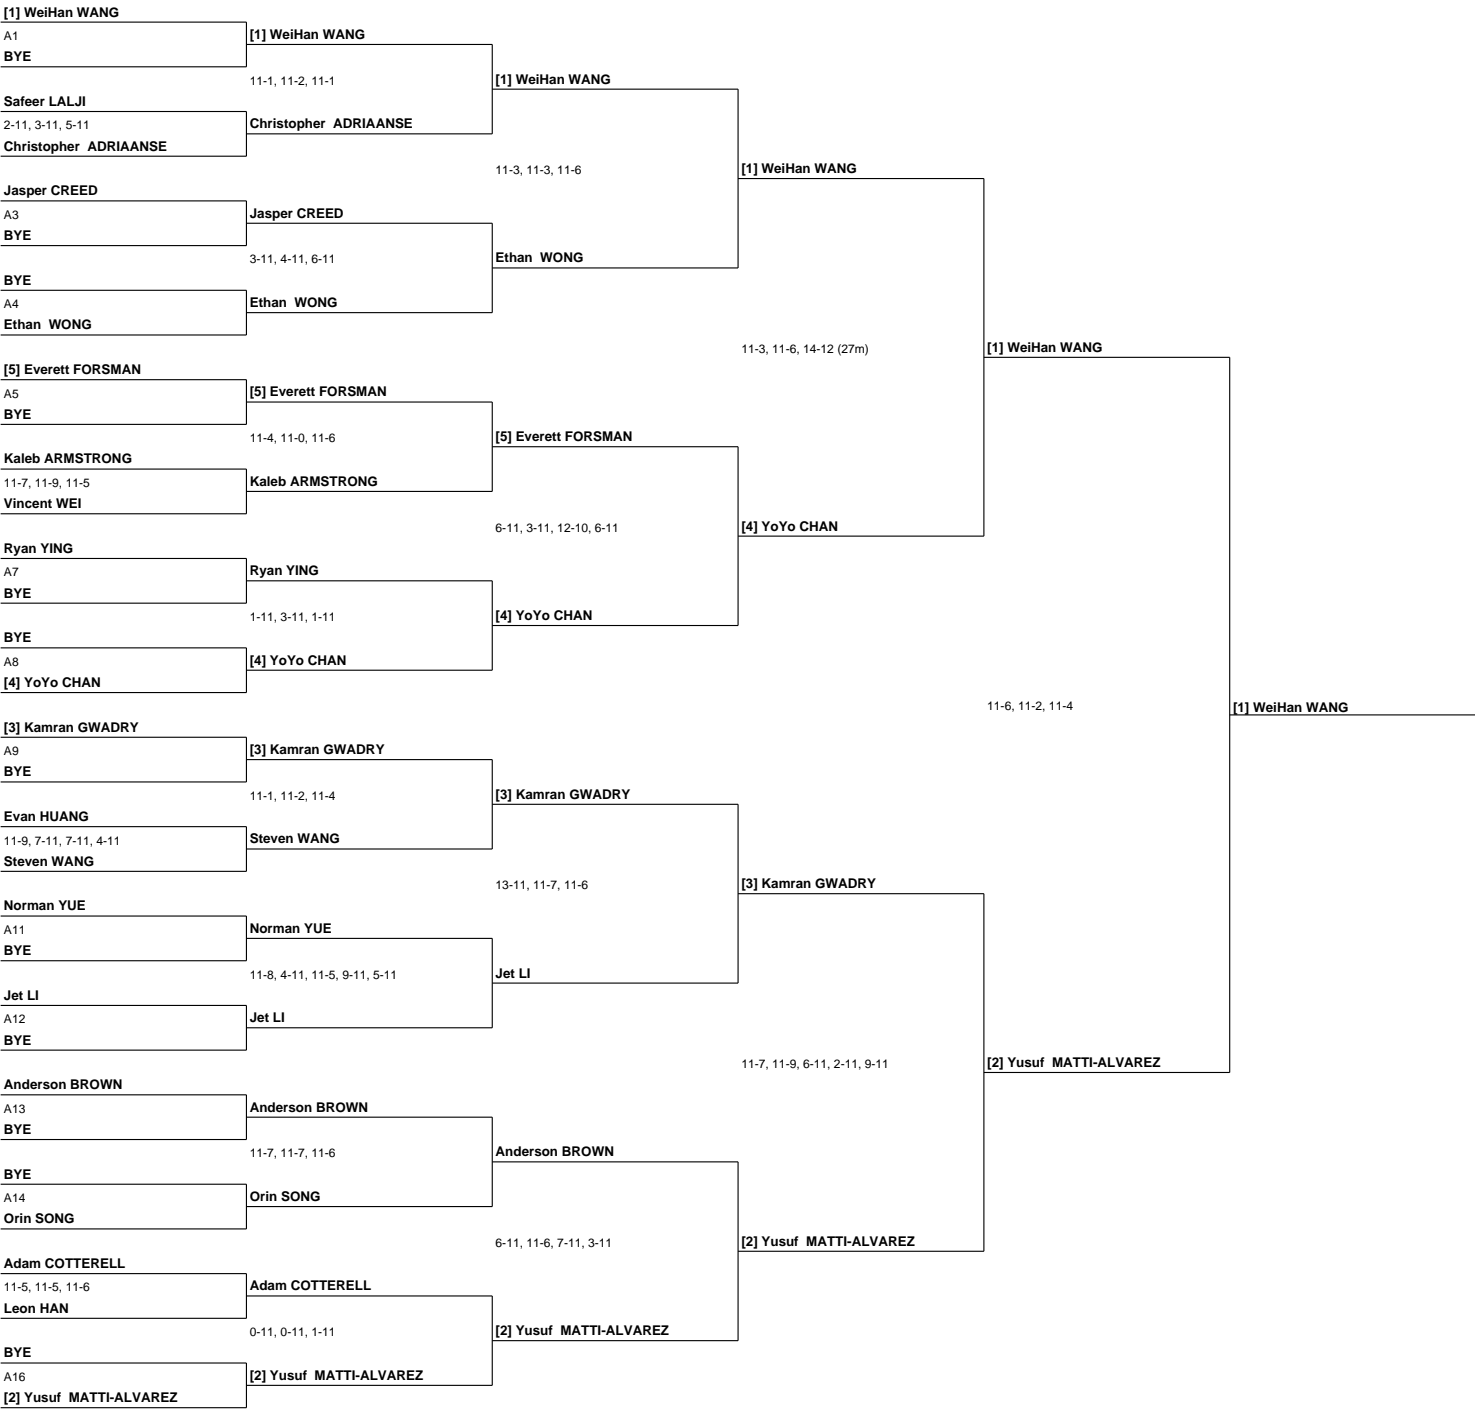 [1] WeiHan WANG
A1
BYE
Safeer LALJI
2-11, 3-11, 5-11
Christopher ADRIAANSE
Jasper CREED
A3
BYE
BYE
A4
Ethan WONG
[5] Everett FORSMAN
A5
BYE
Kaleb ARMSTRONG
11-7, 11-9, 11-5
Vincent WEI
Ryan YING
A7
BYE
BYE
A8
[4] YoYo CHAN
[3] Kamran GWADRY
A9
BYE
Evan HUANG
11-9, 7-11, 7-11, 4-11
Steven WANG
Norman YUE
A11
BYE
Jet LI
A12
BYE
Anderson BROWN
A13
BYE
BYE
A14
Orin SONG
Adam COTTERELL
11-5, 11-5, 11-6
Leon HAN
BYE
A16
[2] Yusuf MATTI-ALVAREZ
[1] WeiHan WANG
11-1, 11-2, 11-1
Christopher ADRIAANSE
Jasper CREED
3-11, 4-11, 6-11
Ethan WONG
[5] Everett FORSMAN
11-4, 11-0, 11-6
Kaleb ARMSTRONG
Ryan YING
1-11, 3-11, 1-11
[4] YoYo CHAN
[3] Kamran GWADRY
11-1, 11-2, 11-4
Steven WANG
Norman YUE
11-8, 4-11, 11-5, 9-11, 5-11
Jet LI
Anderson BROWN
11-7, 11-7, 11-6
Orin SONG
Adam COTTERELL
0-11, 0-11, 1-11
[2] Yusuf MATTI-ALVAREZ
[1] WeiHan WANG
11-3, 11-3, 11-6
Ethan WONG
[5] Everett FORSMAN
6-11, 3-11, 12-10, 6-11
[4] YoYo CHAN
[3] Kamran GWADRY
13-11, 11-7, 11-6
Jet LI
Anderson BROWN
6-11, 11-6, 7-11, 3-11
[2] Yusuf MATTI-ALVAREZ
[1] WeiHan WANG
11-3, 11-6, 14-12 (27m)
[4] YoYo CHAN
[3] Kamran GWADRY
11-7, 11-9, 6-11, 2-11, 9-11
[2] Yusuf MATTI-ALVAREZ
[1] WeiHan WANG
11-6, 11-2, 11-4
[2] Yusuf MATTI-ALVAREZ
[1] WeiHan WANG